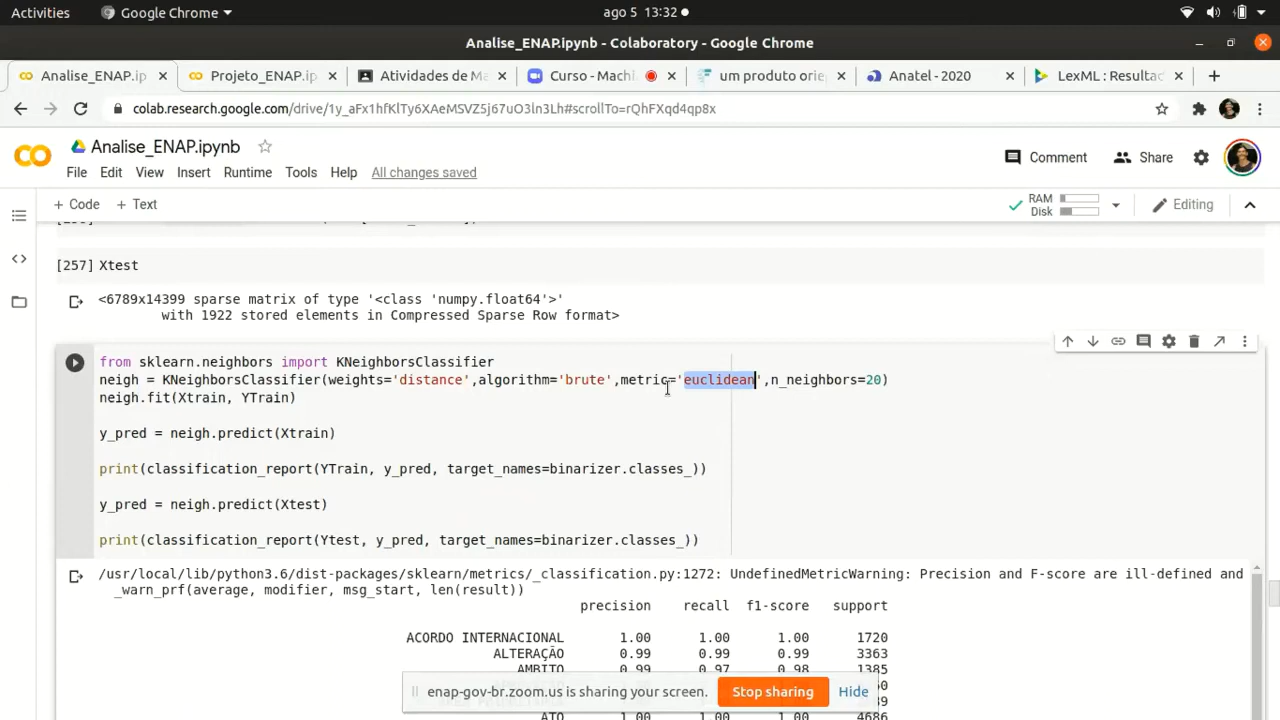 Activities
Google Chrome
ago 5 13:32
Analise_ENAP.ipynb - Colaboratory - Google Chrome
Analise_ENAP.ip
Projeto_ENAP.ip
Atividades de M
Curso - Machi
um produto orie
Anatel - 2020
LexML : Resultac
colab.research.google.com/drive/1y_aFx1hfKlTy6XAeMSVZ5j67uO3ln3Lh#scrollTo=rQhFXqd4qp8x
Analise_ENAP.ipynb
Comment
Share
File Edit View Insert Runtime Tools Help All changes saved
+ Code + Text
RAM
Disk
Editing
[257] Xtest
<6789x14399 sparse matrix of type '<class 'numpy.float64'>'
with 1922 stored elements in Compressed Sparse Row format>
from sklearn.neighbors import KNeighborsClassifier
neigh = KNeighborsClassifier(weights='distance',algorithm='brute',metric='euclidean',n_neighbors=20)
neigh.fit(Xtrain, YTrain)
y_pred = neigh.predict(Xtrain)
print(classification_report(YTrain, y_pred, target_names=binarizer.classes_))
y_pred = neigh.predict(Xtest)
print(classification_report(Ytest, y_pred, target_names=binarizer.classes_))
/usr/local/lib/python3.6/dist-packages/sklearn/metrics/_classification.py:1272: UndefinedMetricWarning: Precision and F-score are ill-defined and
_warn_prf(average, modifier, msg_start, len(result))
precision recall f1-score support
ACORDO INTERNACIONAL 1.00 1.00 1.00 1720
ALTERAÇÃO 0.99 0.99 0.99 3363
AMBITO 0.99 0.97 0.98 1385
enap-gov-br.zoom.us is sharing your screen.
Stop sharing
Hide
ATO 1.00 1.00 1.00 4686